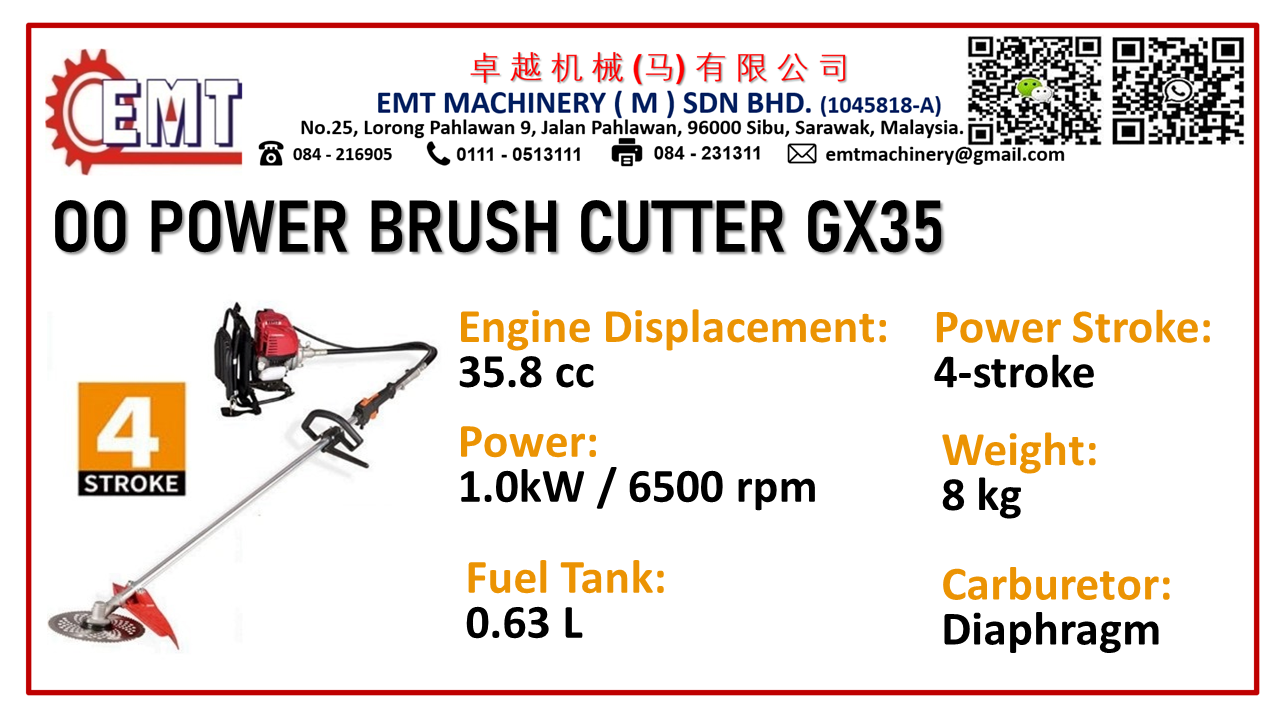 EMT
卓越机械(马)有限公司
EMT MACHINERY ( M ) SDN BHD. (1045818-A)
No.25, Lorong Pahlawan 9, Jalan Pahlawan, 96000 Sibu, Sarawak, Malaysia.
084 - 216905 0111 - 0513111 084 - 231311 emtmachinery@gmail.com
OO POWER BRUSH CUTTER GX35
4
STROKE
Engine Displacement:
35.8 cc
Power Stroke:
4-stroke
Power:
1.0kW / 6500 rpm
Weight:
8 kg
Fuel Tank:
0.63 L
Carburetor:
Diaphragm